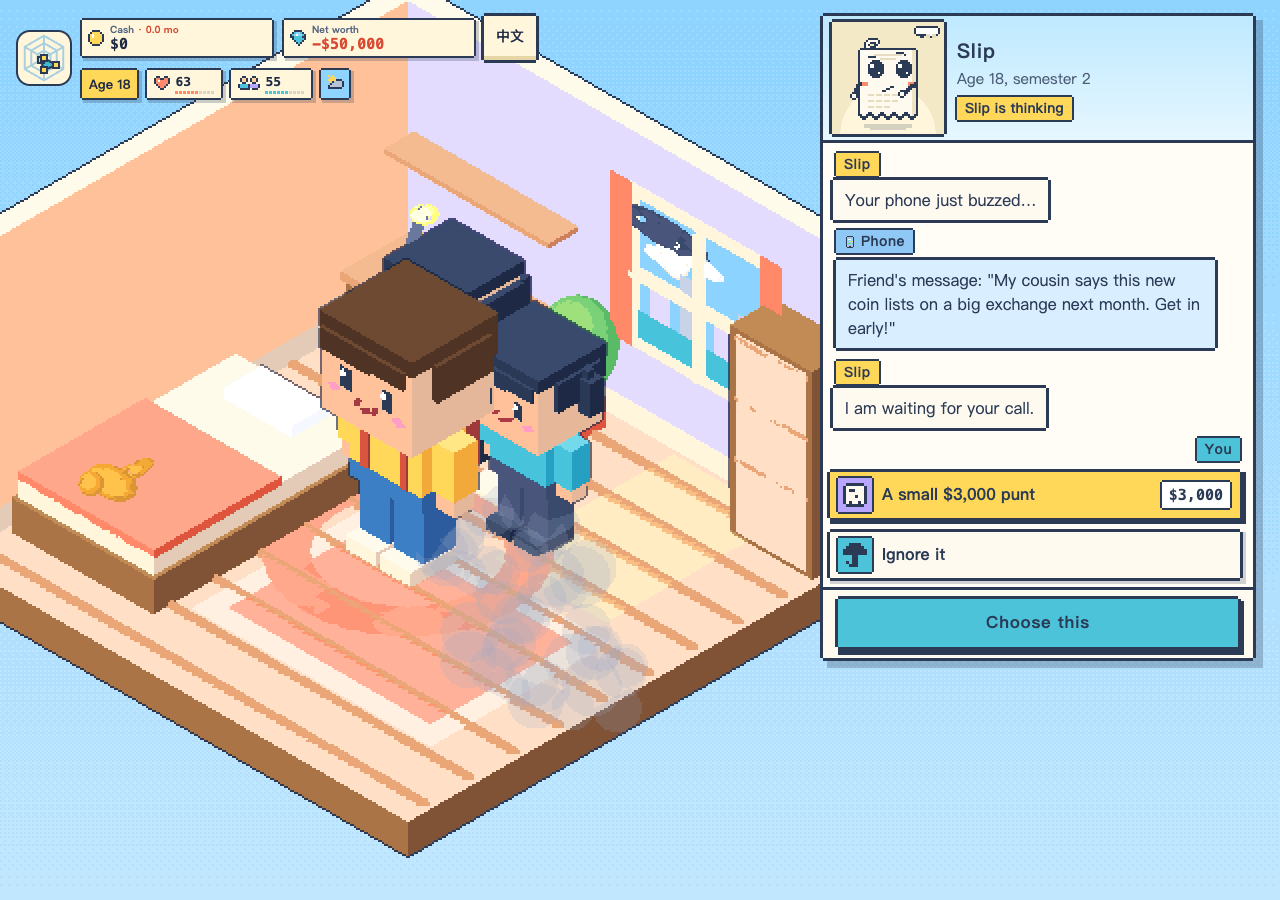 Cash · 0.0 mo
$0
Net worth
−$50,000
中文
Age 18
63
55
Slip
Age 18, semester 2
Slip is thinking
Slip
Your phone just buzzed…
Phone
Friend's message: "My cousin says this new
coin lists on a big exchange next month. Get in
early!"
Slip
I am waiting for your call.
You
A small $3,000 punt
$3,000
Ignore it
Choose this